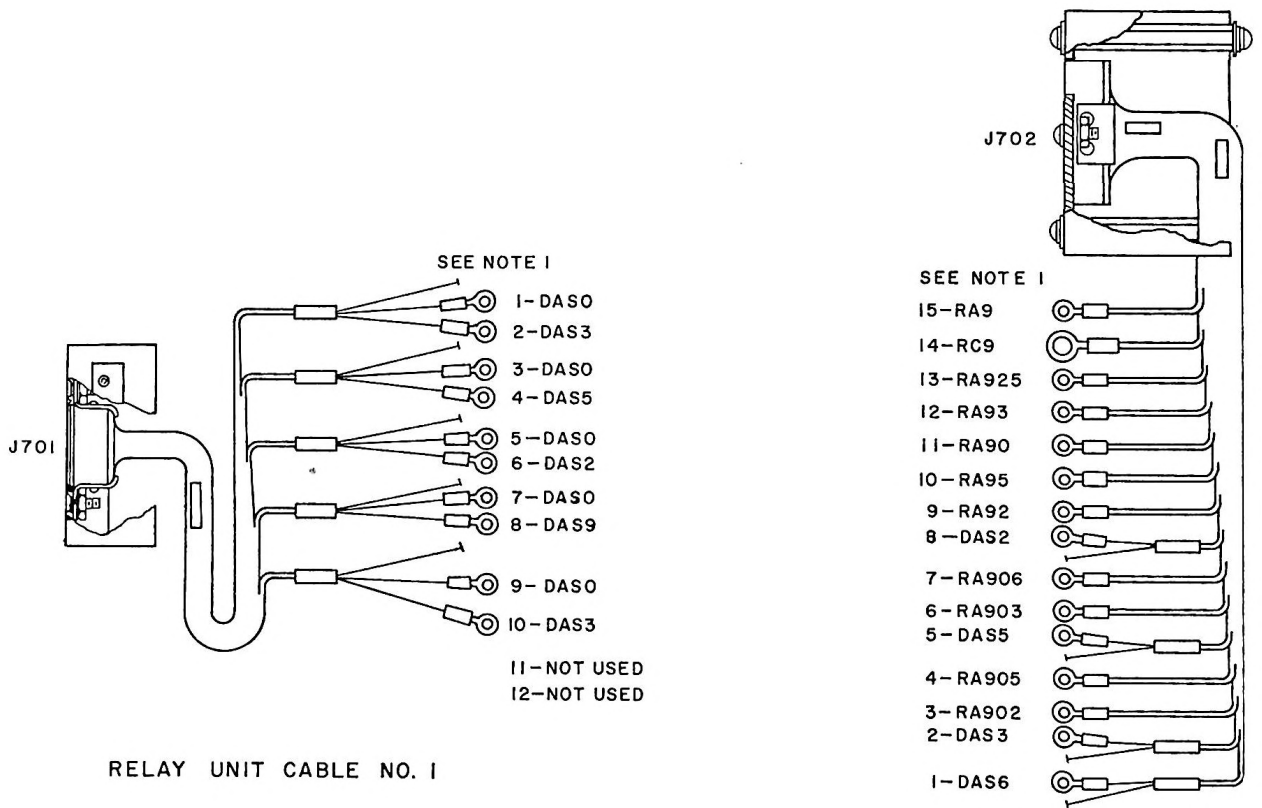 SEE NOTE 1
1-DAS0
2-DAS3
3-DAS0
4-DAS5
5-DAS0
6-DAS2
7-DAS0
8-DAS9
9-DAS0
10-DAS3
11-NOT USED
12-NOT USED
J701
RELAY UNIT CABLE NO. 1
J702
SEE NOTE 1
15-RA9
14-RC9
13-RA925
12-RA93
11-RA90
10-RA95
9-RA92
8-DAS2
7-RA906
6-RA903
5-DAS5
4-RA905
3-RA902
2-DAS3
1-DAS6